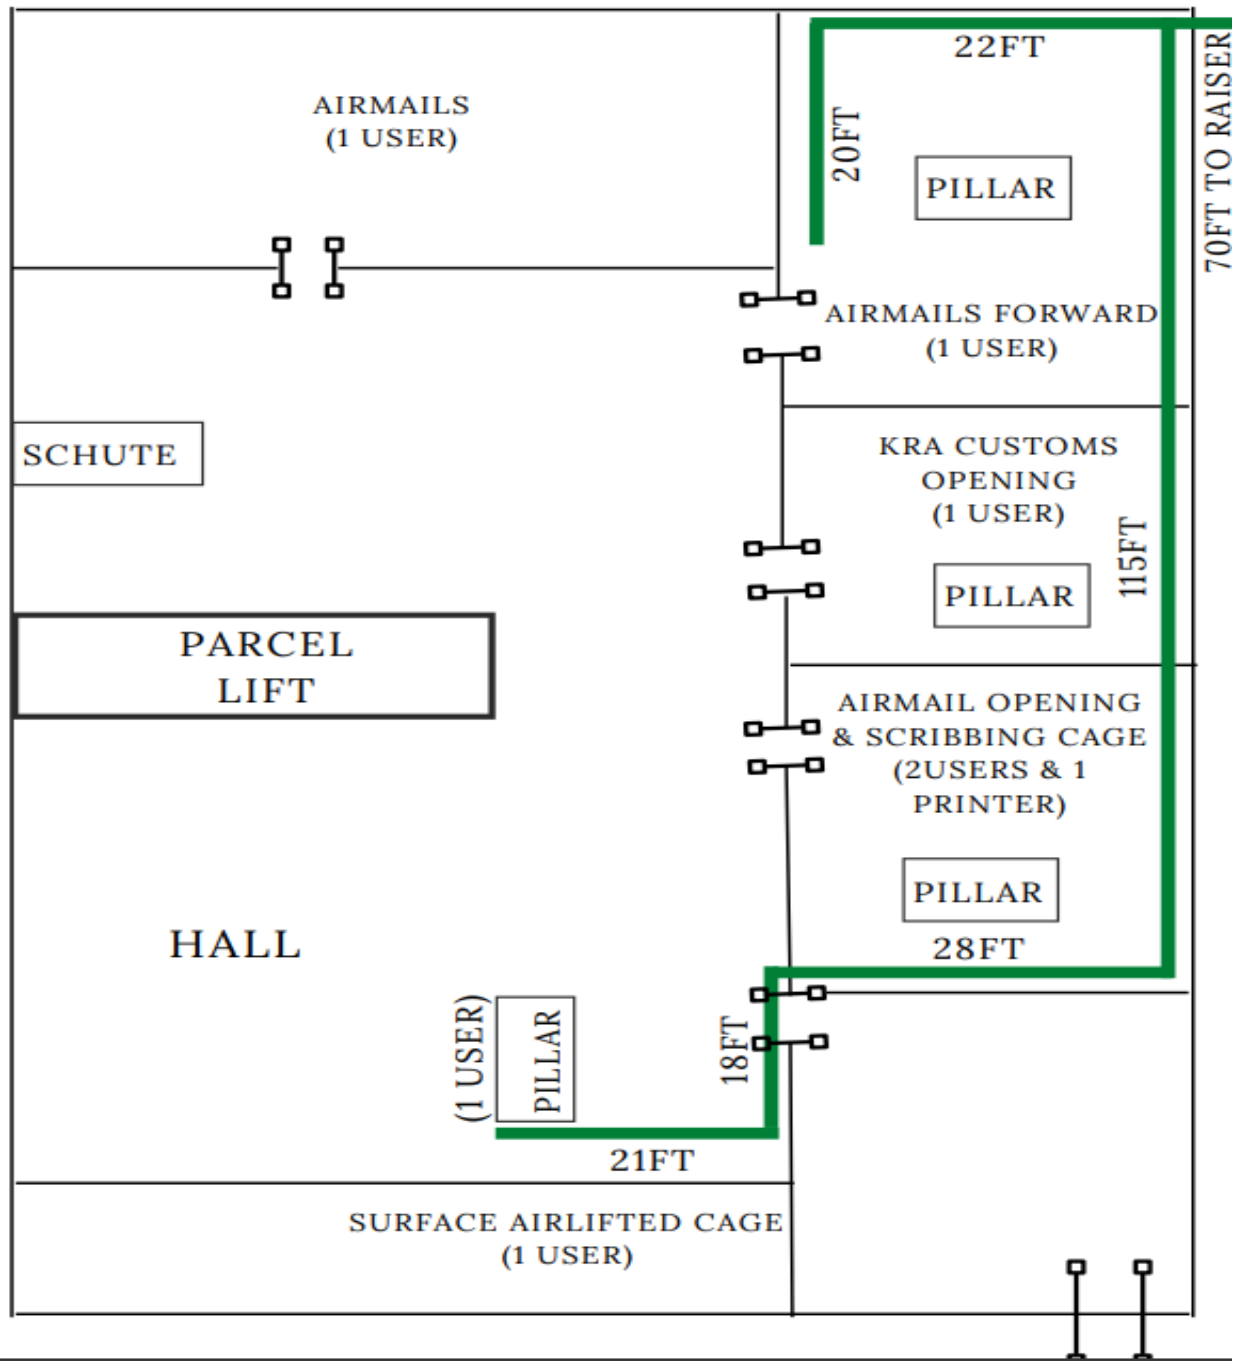 22FT
AIRMAILS
(1 USER)
20FT
PILLAR
70FT TO RAISER
AIRMAILS FORWARD
(1 USER)
SCHUTE
KRA CUSTOMS
OPENING
(1 USER)
115FT
PILLAR
PARCEL
LIFT
AIRMAIL OPENING
& SCRIBBING CAGE
(2USERS & 1
PRINTER)
PILLAR
HALL
28FT
(1 USER)
PILLAR
18FT
21FT
SURFACE AIRLIFTED CAGE
(1 USER)